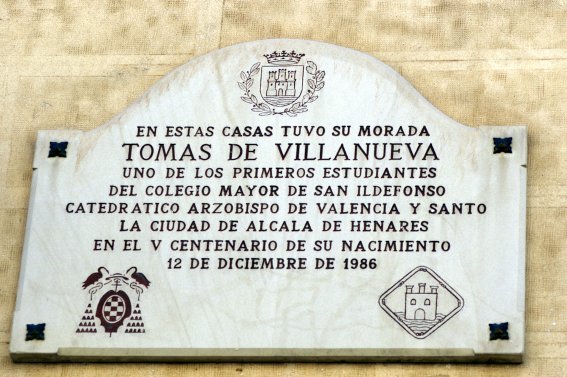 EN ESTAS CASAS TUVO SU MORADA
TOMAS DE VILLANUEVA
UNO DE LOS PRIMEROS ESTUDIANTES
DEL COLEGIO MAYOR DE SAN ILDEFONSO
CATEDRATICO ARZOBISPO DE VALENCIA Y SANTO
LA CIUDAD DE ALCALA DE HENARES
EN EL V CENTENARIO DE SU NACIMIENTO
12 DE DICIEMBRE DE 1986